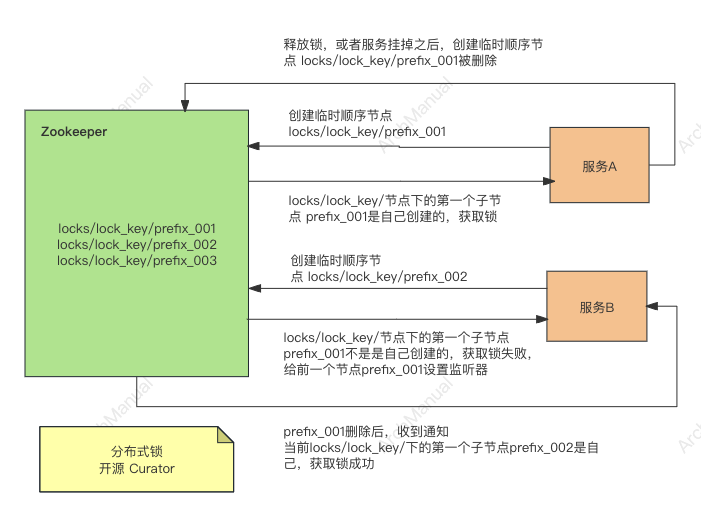 释放锁，或者服务挂掉之后，创建临时顺序节
点 locks/lock_key/prefix_001被删除
Zookeeper
创建临时顺序节点
locks/lock_key/prefix_001
服务A
locks/lock_key/节点下的第一个子节
点 prefix_001是自己创建的，获取锁
locks/lock_key/prefix_001
locks/lock_key/prefix_002
locks/lock_key/prefix_003
创建临时顺序节
点 locks/lock_key/prefix_002
服务B
locks/lock_key/节点下的第一个子节点
prefix_001不是是自己创建的，获取锁失败，
给前一个节点prefix_001设置监听器
prefix_001删除后，收到通知
当前locks/lock_key/下的第一个子节点prefix_002是自
己，获取锁成功
分布式锁
开源 Curator
ArchManual